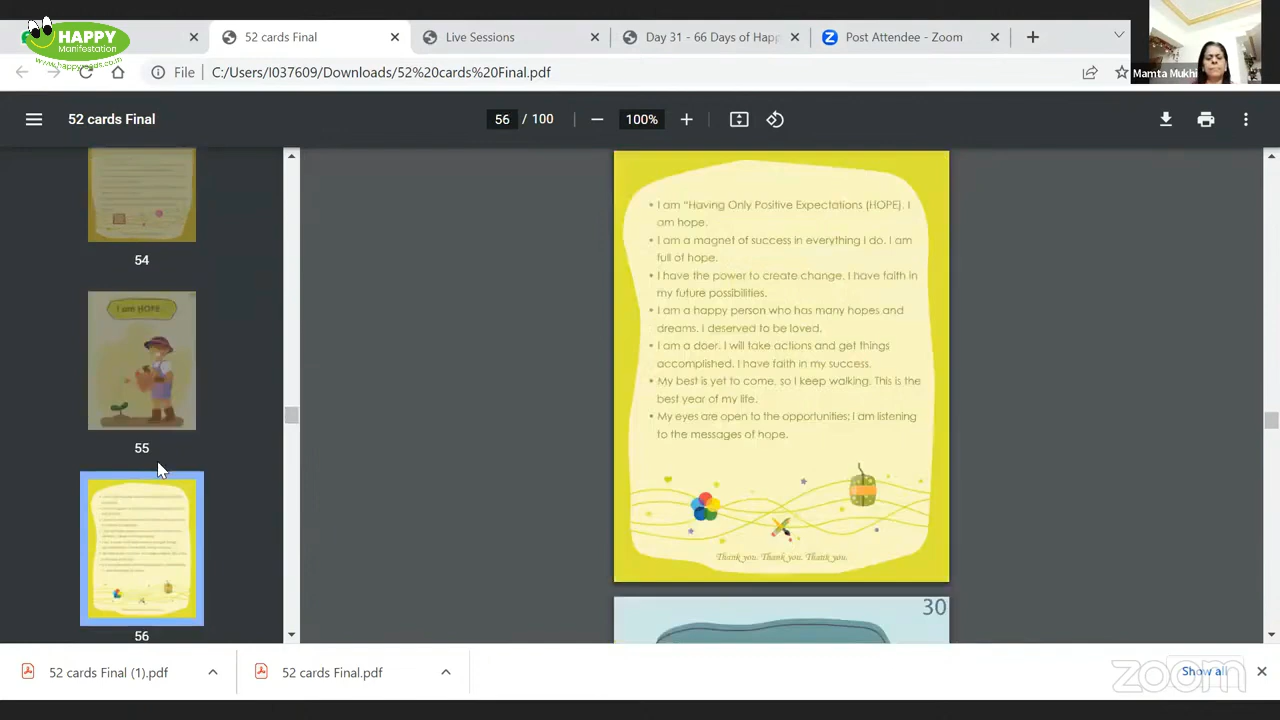 HAPPY
Manifestation
www.happyreads.co.in
52 cards Final
Live Sessions
Day 31 - 66 Days of Hap
Post Attendee - Zoom
File
C:/Users/I037609/Downloads/52%20cards%20Final.pdf
Mamta Mukhi
52 cards Final
56 / 100
100%
54
I am HOPE
55
56
• I am "Having Only Positive Expectations (HOPE). I
am hope.
• I am a magnet of success in everything I do. I am
full of hope.
• I have the power to create change. I have faith in
my future possibilities.
• I am a happy person who has many hopes and
dreams. I deserved to be loved.
• I am a doer. I will take actions and get things
accomplished. I have faith in my success.
• My best is yet to come, so I keep walking. This is the
best year of my life.
• My eyes are open to the opportunities; I am listening
to the messages of hope.
Thank you. Thank you. Thank you.
30
52 cards Final (1).pdf
52 cards Final.pdf
Show all
zoom